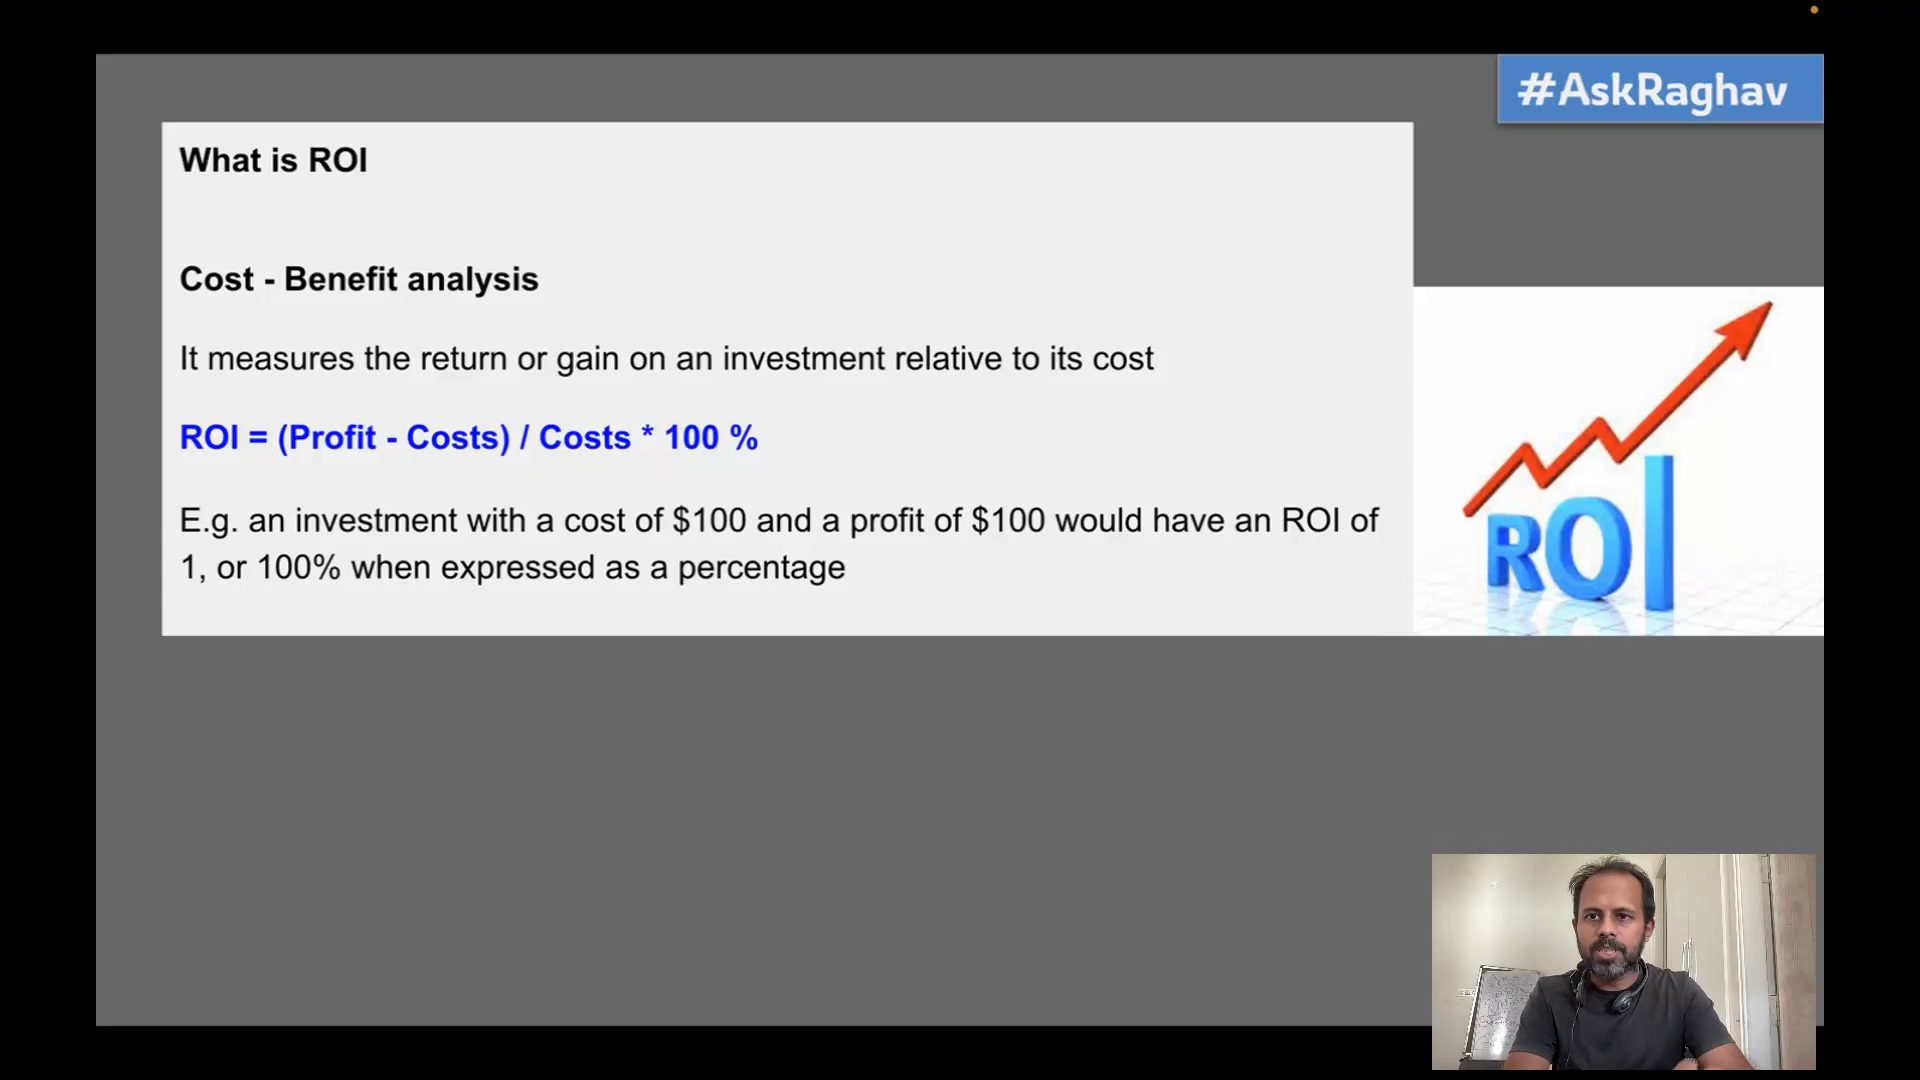 #AskRaghav
What is ROI
Cost - Benefit analysis
It measures the return or gain on an investment relative to its cost
ROI = (Profit - Costs) / Costs * 100 %
E.g. an investment with a cost of $100 and a profit of $100 would have an ROI of
1, or 100% when expressed as a percentage
ROI